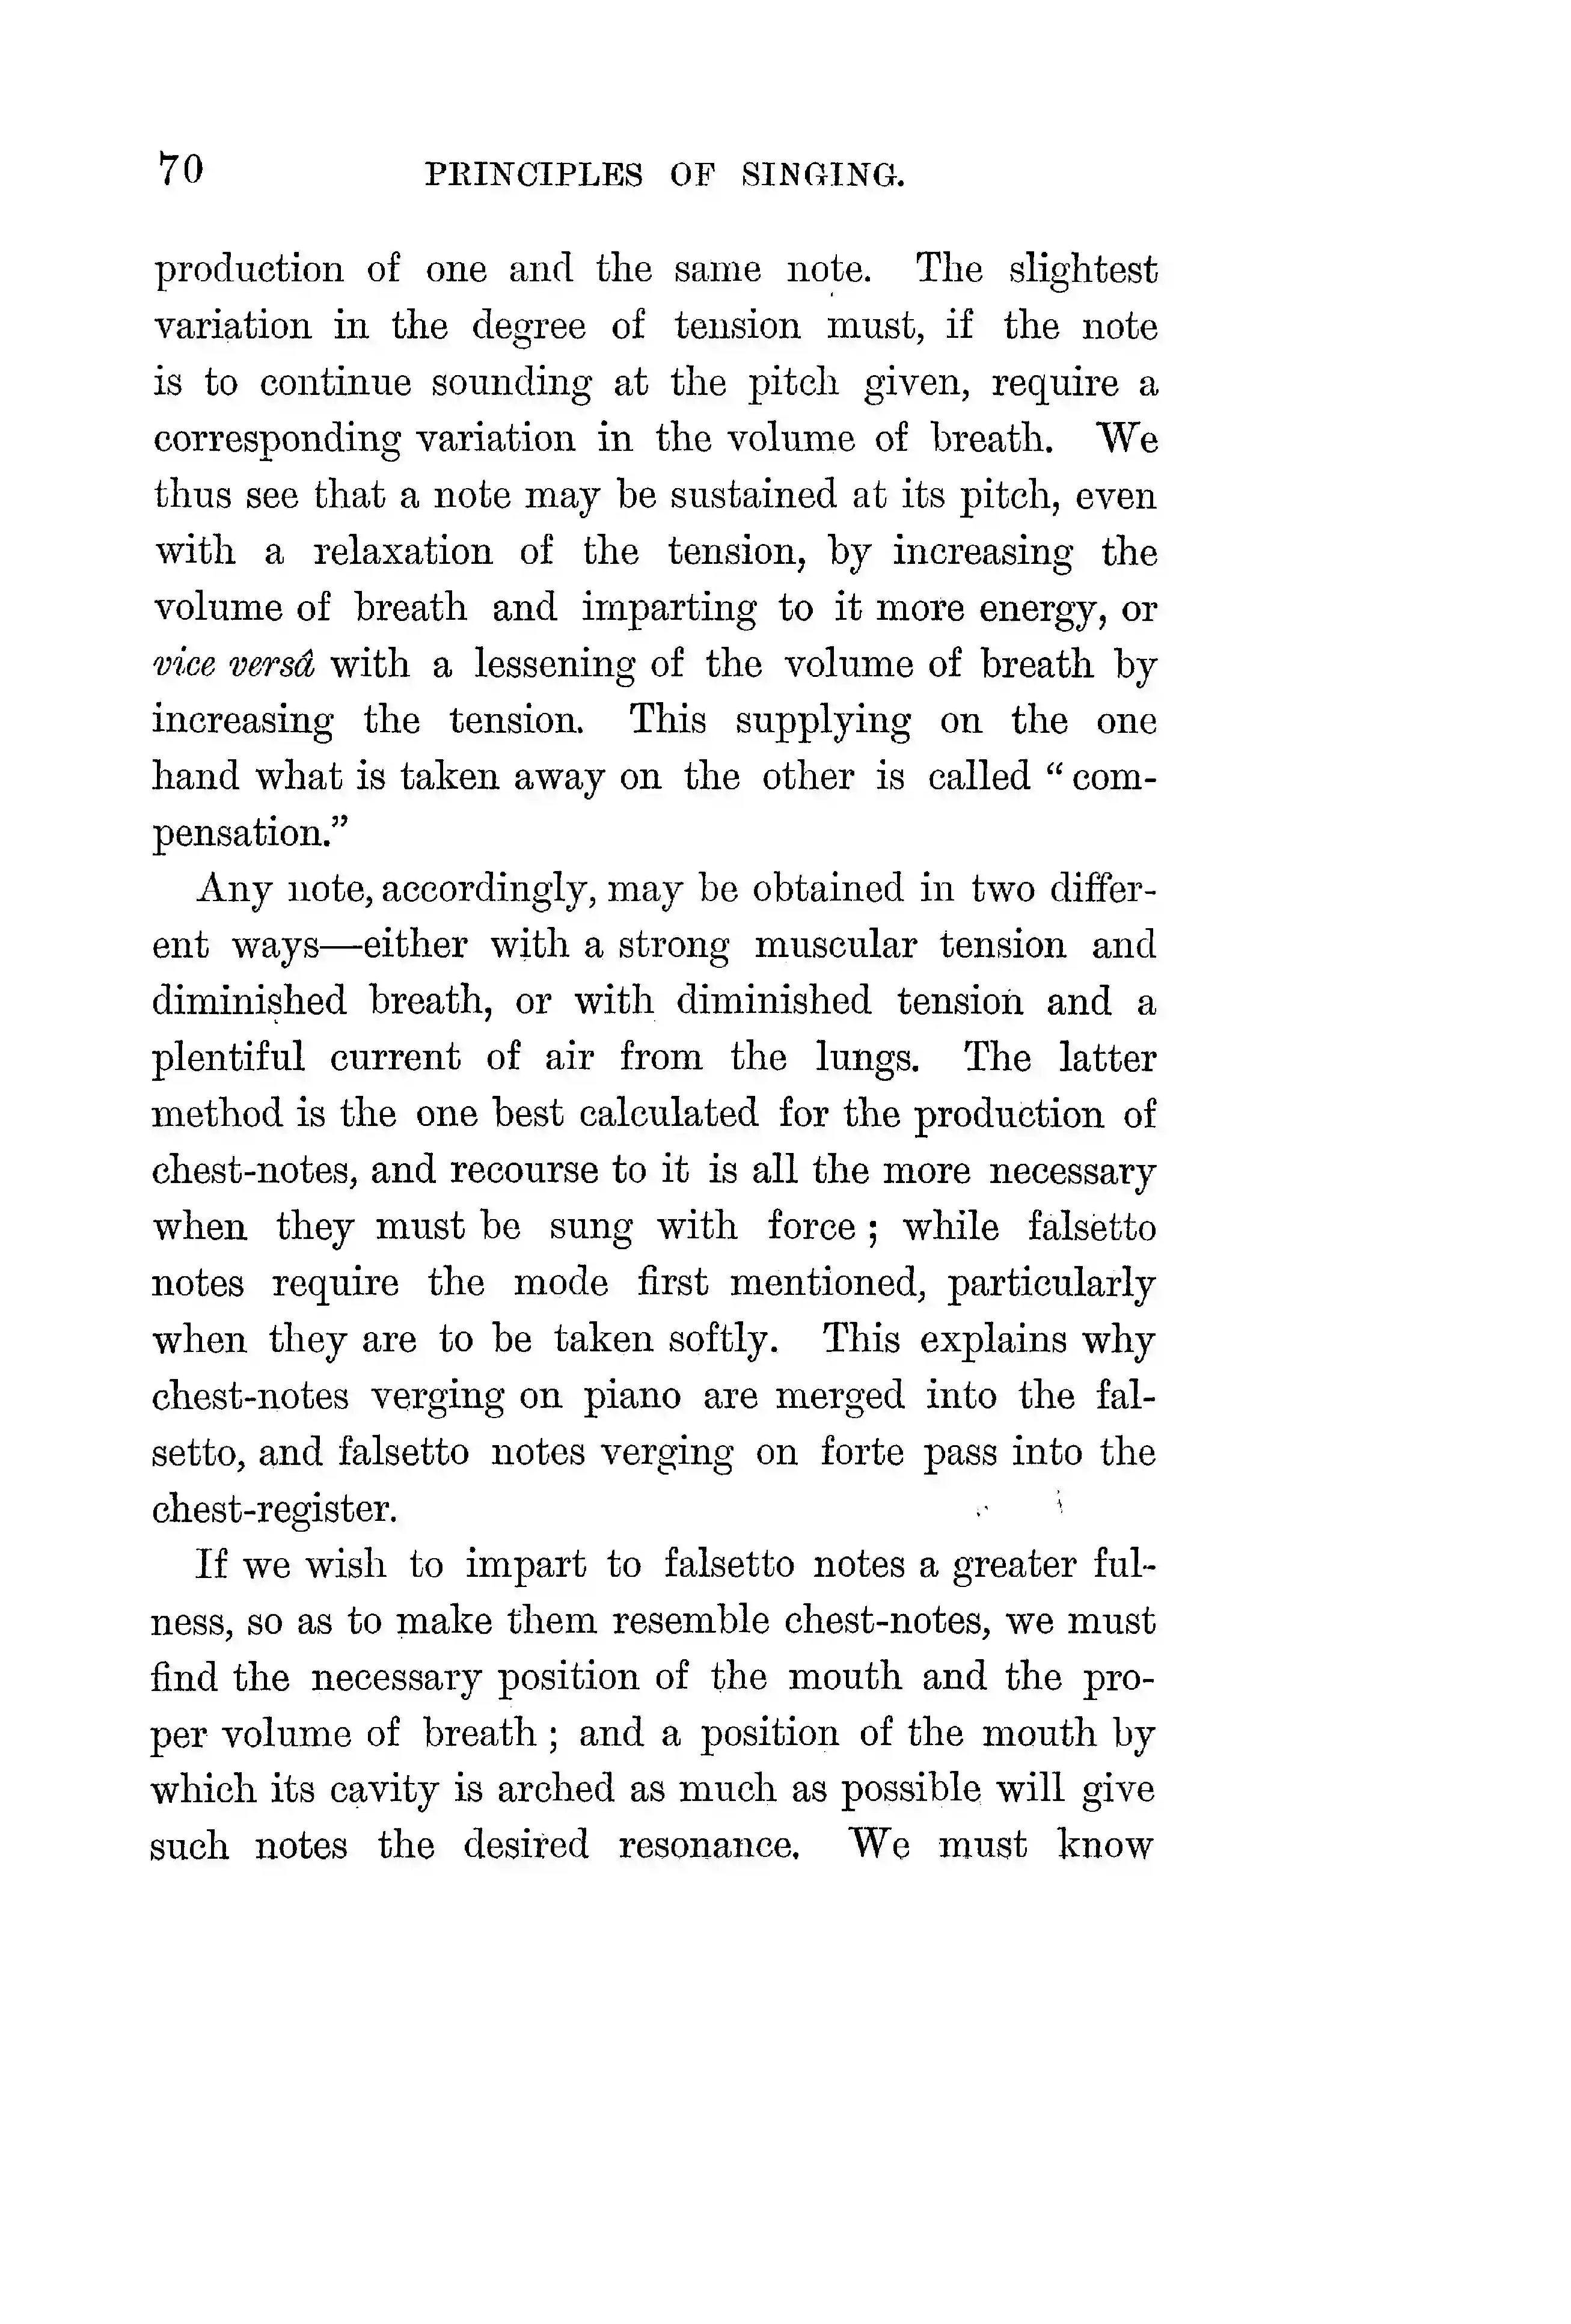 70 PRINCIPLES OF SINGING.
production of one and the same note. The slightest
variation in the degree of tension must, if the note
is to continue sounding at the pitch given, require a
corresponding variation in the volume of breath. We
thus see that a note may be sustained at its pitch, even
with a relaxation of the tension, by increasing the
volume of breath and imparting to it more energy, or
vice versâ with a lessening of the volume of breath by
increasing the tension. This supplying on the one
hand what is taken away on the other is called “ com-
pensation.”
Any note, accordingly, may be obtained in two differ-
ent ways—either with a strong muscular tension and
diminished breath, or with diminished tension and a
plentiful current of air from the lungs. The latter
method is the one best calculated for the production of
chest-notes, and recourse to it is all the more necessary
when they must be sung with force ; while falsetto
notes require the mode first mentioned, particularly
when they are to be taken softly. This explains why
chest-notes verging on piano are merged into the fal-
setto, and falsetto notes verging on forte pass into the
chest-register.
If we wish to impart to falsetto notes a greater ful-
ness, so as to make them resemble chest-notes, we must
find the necessary position of the mouth and the pro-
per volume of breath ; and a position of the mouth by
which its cavity is arched as much as possible will give
such notes the desired resonance. We must know